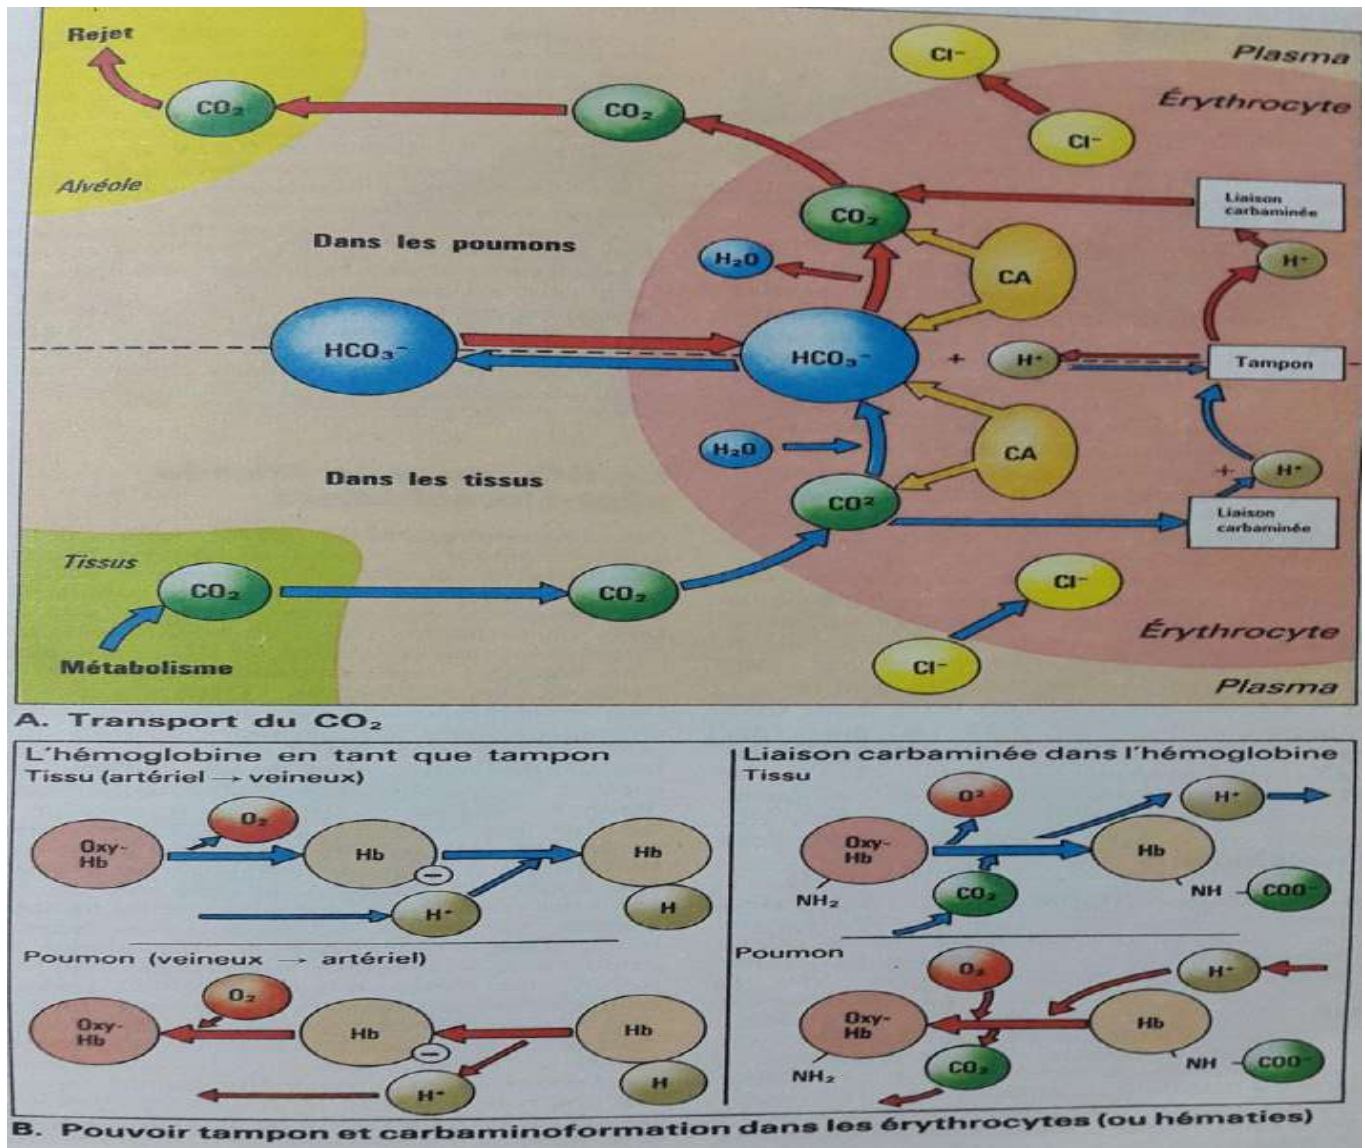 Rejet
Cl⁻
Plasma
Érythrocyte
CO₂
CO₂
Cl⁻
Alvéole
CO₂
Liaison
carbaminée
Dans les poumons
H₂O
CA
H⁺
HCO₃⁻
HCO₃⁻
+
H⁺
Tampon
H₂O
CA
+
H⁺
Dans les tissus
CO²
Liaison
carbaminée
Tissus
CO₂
CO₂
Cl⁻
Érythrocyte
Métabolisme
Cl⁻
Plasma
A. Transport du CO₂
L'hémoglobine en tant que tampon
Tissu (artériel → veineux)
O₂
Oxy-
Hb
Hb
−
Hb
H⁺
H
Poumon (veineux → artériel)
O₂
Oxy-
Hb
Hb
−
Hb
H⁺
H
Liaison carbaminée dans l'hémoglobine
Tissu
O²
H⁺
Oxy-
Hb
Hb
CO₂
NH₂
NH
COO⁻
Poumon
O₂
H⁺
Oxy-
Hb
Hb
CO₂
NH₂
NH
COO⁻
B. Pouvoir tampon et carbaminoformation dans les érythrocytes (ou hématies)